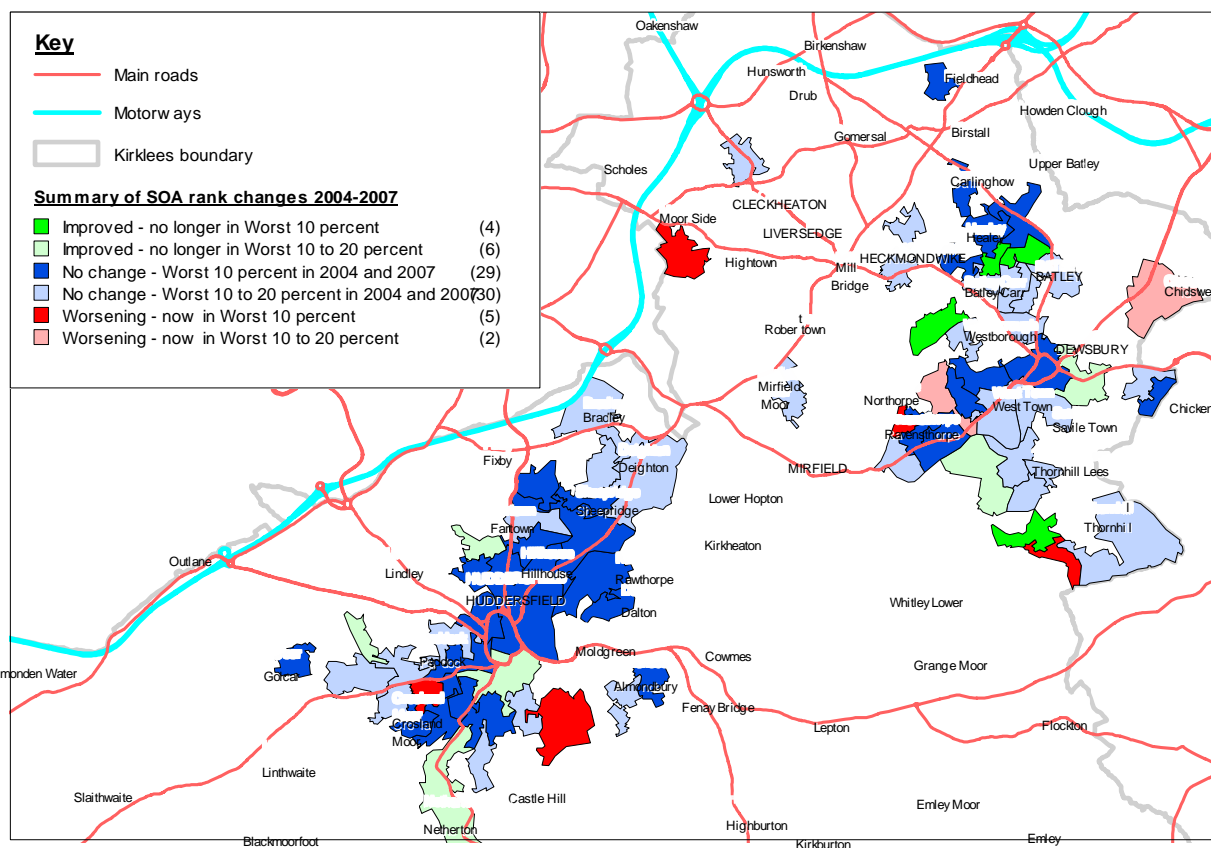 Key
Main roads
Motorways
Kirklees boundary
Summary of SOA rank changes 2004-2007
Improved - no longer in Worst 10 percent (4)
Improved - no longer in Worst 10 to 20 percent (6)
No change - Worst 10 percent in 2004 and 2007 (29)
No change - Worst 10 to 20 percent in 2004 and 2007 (30)
Worsening - now in Worst 10 percent (5)
Worsening - now in Worst 10 to 20 percent (2)
Oakenshaw
Birkenshaw
Hunsworth
Fieldhead
Drub
Howden Clough
Gomersal
Birstall
Scholes
Upper Batley
Carlinghow
CLECKHEATON
Moor Side
LIVERSEDGE
Healey
Hightown
Mill
Bridge
HECKMONDWIKE
BATLEY
Batley Carr
Chidswe
t
Rober town
Westborough
DEWSBURY
Mirfield
Moor
Northorpe
West Town
Chicken
Bradley
Ravensthorpe
Savile Town
Fixby
Deighton
MIRFIELD
Thornhill Lees
Lower Hopton
Sheepridge
Fartown
Thornhi l
l
Kirkheaton
Outlane
Lindley
Hillhouse
Rawthorpe
HUDDERSFIELD
Dalton
Whitley Lower
Moldgreen
Cowmes
Paddock
Grange Moor
monden Water
Golcar
Almondbury
Fenay Bridge
Crosland
Moor
Lepton
Flockton
Linthwaite
Slaithwaite
Castle Hill
Emley Moor
Netherton
Highburton
Blackmoorfoot
Kirkburton
Emley